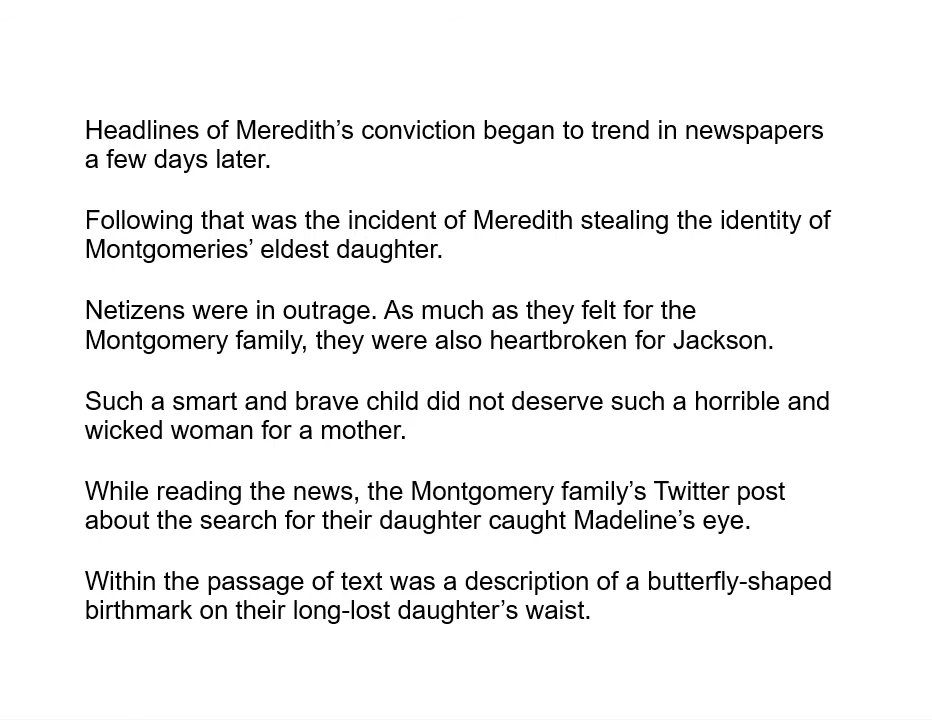 Headlines of Meredith’s conviction began to trend in newspapers
a few days later.
Following that was the incident of Meredith stealing the identity of
Montgomeries’ eldest daughter.
Netizens were in outrage. As much as they felt for the
Montgomery family, they were also heartbroken for Jackson.
Such a smart and brave child did not deserve such a horrible and
wicked woman for a mother.
While reading the news, the Montgomery family’s Twitter post
about the search for their daughter caught Madeline’s eye.
Within the passage of text was a description of a butterfly-shaped
birthmark on their long-lost daughter’s waist.